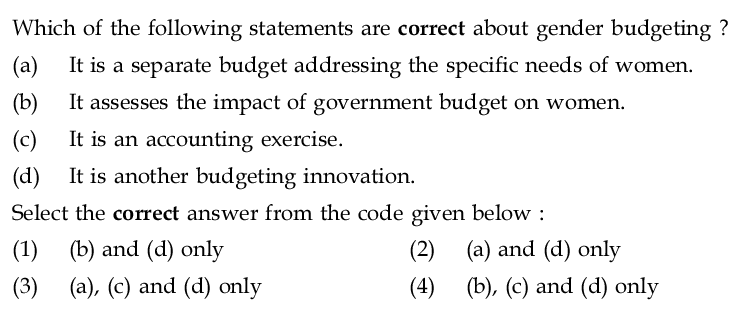 Which of the following statements are correct about gender budgeting ?
(a) It is a separate budget addressing the specific needs of women.
(b) It assesses the impact of government budget on women.
(c) It is an accounting exercise.
(d) It is another budgeting innovation.
Select the correct answer from the code given below :
(1) (b) and (d) only (2) (a) and (d) only
(3) (a), (c) and (d) only (4) (b), (c) and (d) only